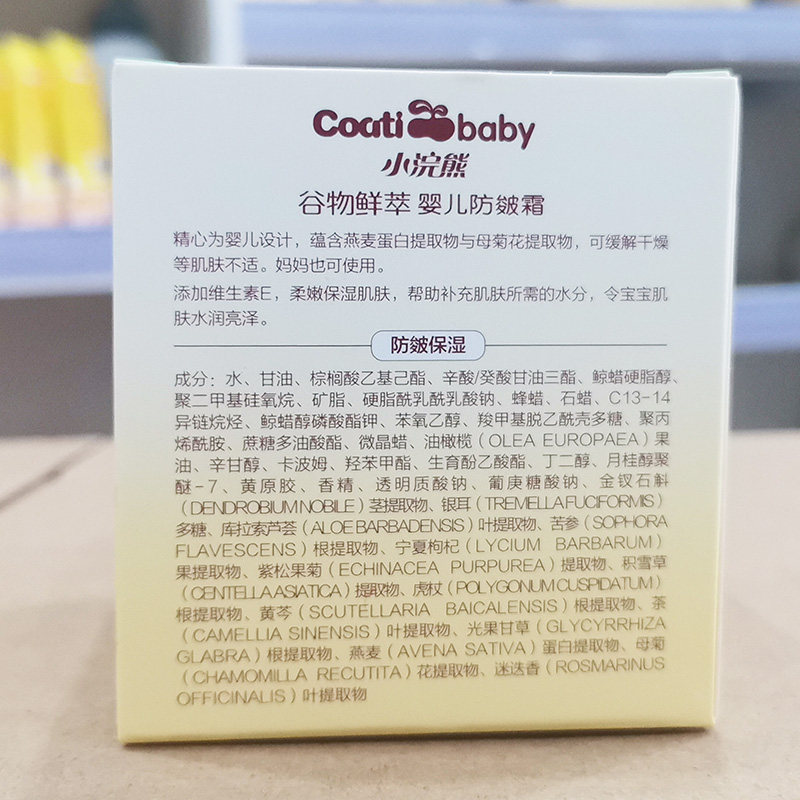 Coati baby
小浣熊
谷物鲜萃 婴儿防皴霜
精心为婴儿设计，蕴含燕麦蛋白提取物与母菊花提取物，可缓解干燥
等肌肤不适。妈妈也可使用。
添加维生素E，柔嫩保湿肌肤，帮助补充肌肤所需的水分，令宝宝肌
肤水润亮泽。
防皴保湿
成分：水、甘油、棕榈酸乙基己酯、辛酸/癸酸甘油三酯、鲸蜡硬脂醇、
聚二甲基硅氧烷、矿脂、硬脂酰乳酰乳酸钠、蜂蜡、石蜡、C13-14
异链烷烃、鲸蜡醇磷酸酯钾、苯氧乙醇、羧甲基脱乙酰壳多糖、聚丙
烯酰胺、蔗糖多油酸酯、微晶蜡、油橄榄（OLEA EUROPAEA）果
油、辛甘醇、卡波姆、羟苯甲酯、生育酚乙酸酯、丁二醇、月桂醇聚
醚-7、黄原胶、香精、透明质酸钠、葡庚糖酸钠、金钗石斛
（DENDROBIUM NOBILE）茎提取物、银耳（TREMELLA FUCIFORMIS）
多糖、库拉索芦荟（ALOE BARBADENSIS）叶提取物、苦参（SOPHORA
FLAVESCENS）根提取物、宁夏枸杞（LYCIUM BARBARUM）
果提取物、紫松果菊（ECHINACEA PURPUREA）提取物、积雪草
（CENTELLA ASIATICA）提取物、虎杖（POLYGONUM CUSPIDATUM）
根提取物、黄芩（SCUTELLARIA BAICALENSIS）根提取物、茶
（CAMELLIA SINENSIS）叶提取物、光果甘草（GLYCYRRHIZA
GLABRA）根提取物、燕麦（AVENA SATIVA）蛋白提取物、母菊
（CHAMOMILLA RECUTITA）花提取物、迷迭香（ROSMARINUS
OFFICINALIS）叶提取物